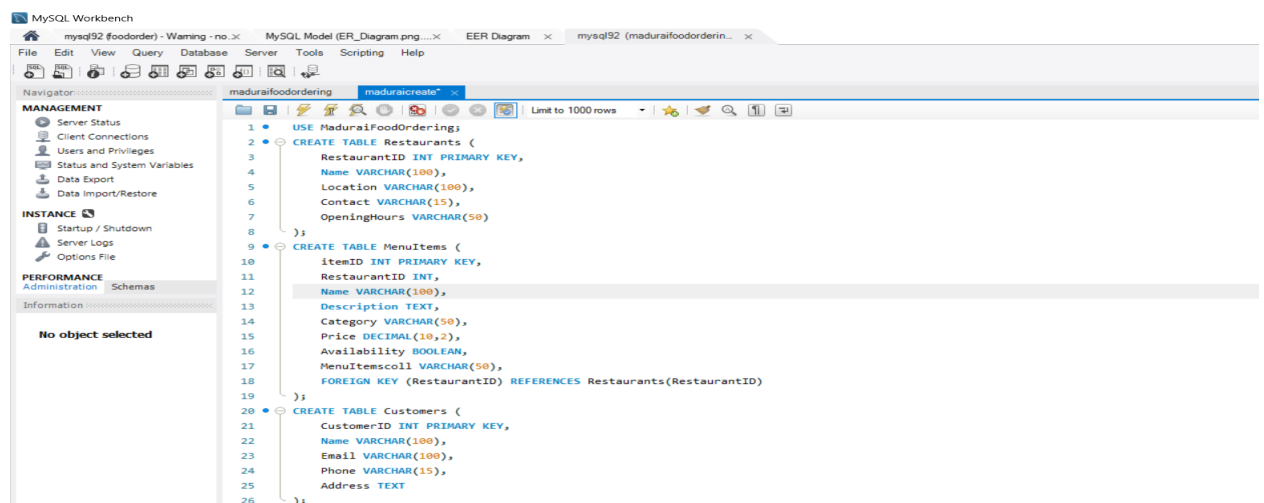 MySQL Workbench
mysql92 (foodorder) - Warning - no... MySQL Model (ER_Diagram.png.... EER Diagram mysql92 (maduraifoodorderin...
File Edit View Query Database Server Tools Scripting Help
Navigator maduraifoodordering maduraicreate*
MANAGEMENT
Limit to 1000 rows
Server Status
Client Connections
Users and Privileges
Status and System Variables
Data Export
Data Import/Restore
INSTANCE
Startup / Shutdown
Server Logs
Options File
PERFORMANCE
Administration Schemas
Information
No object selected
1 USE MaduraiFoodOrdering;
2 CREATE TABLE Restaurants (
3 RestaurantID INT PRIMARY KEY,
4 Name VARCHAR(100),
5 Location VARCHAR(100),
6 Contact VARCHAR(15),
7 OpeningHours VARCHAR(50)
8 );
9 CREATE TABLE MenuItems (
10 itemID INT PRIMARY KEY,
11 RestaurantID INT,
12 Name VARCHAR(100),
13 Description TEXT,
14 Category VARCHAR(50),
15 Price DECIMAL(10,2),
16 Availability BOOLEAN,
17 MenuItemscoll VARCHAR(50),
18 FOREIGN KEY (RestaurantID) REFERENCES Restaurants(RestaurantID)
19 );
20 CREATE TABLE Customers (
21 CustomerID INT PRIMARY KEY,
22 Name VARCHAR(100),
23 Email VARCHAR(100),
24 Phone VARCHAR(15),
25 Address TEXT
26 );